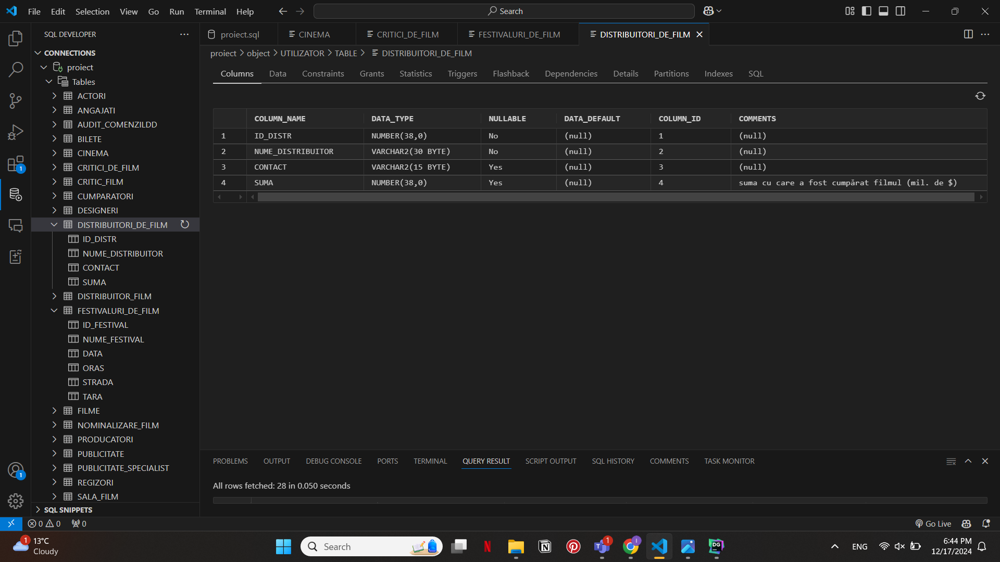 File Edit Selection View Go Run Terminal Help
Search
SQL DEVELOPER
CONNECTIONS
proiect
Tables
ACTORI
ANGAJATI
AUDIT_COMENZILDD
BILETE
CINEMA
CRITICI_DE_FILM
CRITIC_FILM
CUMPARATORI
DESIGNERI
DISTRIBUITORI_DE_FILM
ID_DISTR
NUME_DISTRIBUITOR
CONTACT
SUMA
DISTRIBUITOR_FILM
FESTIVALURI_DE_FILM
ID_FESTIVAL
NUME_FESTIVAL
DATA
ORAS
STRADA
TARA
FILME
NOMINALIZARE_FILM
PRODUCATORI
PUBLICITATE
PUBLICITATE_SPECIALIST
REGIZORI
SALA_FILM
SQL SNIPPETS
1
1
proiect.sql CINEMA CRITICI_DE_FILM FESTIVALURI_DE_FILM DISTRIBUITORI_DE_FILM
proiect > object > UTILIZATOR > TABLE > DISTRIBUITORI_DE_FILM
Columns Data Constraints Grants Statistics Triggers Flashback Dependencies Details Partitions Indexes SQL
COLUMN_NAME DATA_TYPE NULLABLE DATA_DEFAULT COLUMN_ID COMMENTS
1 ID_DISTR NUMBER(38,0) No (null) 1 (null)
2 NUME_DISTRIBUITOR VARCHAR2(30 BYTE) No (null) 2 (null)
3 CONTACT VARCHAR2(15 BYTE) Yes (null) 3 (null)
4 SUMA NUMBER(38,0) Yes (null) 4 suma cu care a fost cumpărat filmul (mil. de $)
PROBLEMS OUTPUT DEBUG CONSOLE PORTS TERMINAL QUERY RESULT SCRIPT OUTPUT SQL HISTORY COMMENTS TASK MONITOR
All rows fetched: 28 in 0.050 seconds
0 0 0 Go Live
1 13°C
Cloudy
Search
N
DG
T 1
I
ENG
6:44 PM
12/17/2024